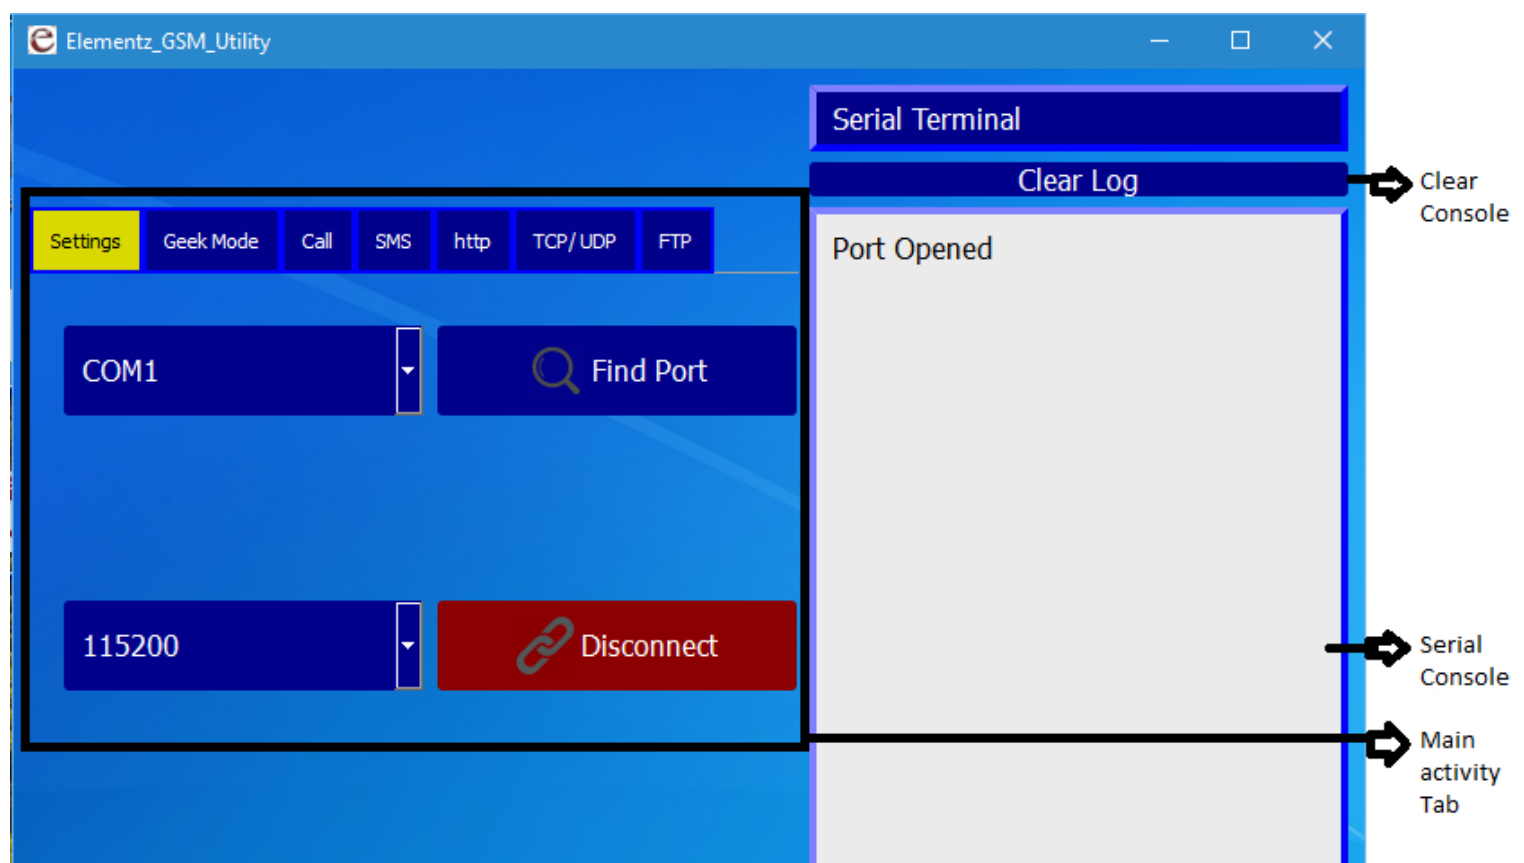 Elementz_GSM_Utility
Serial Terminal
Clear Log
Clear
Console
Settings Geek Mode Call SMS http TCP/UDP FTP
Port Opened
COM1 Find Port
115200 Disconnect
Serial
Console
Main
activity
Tab